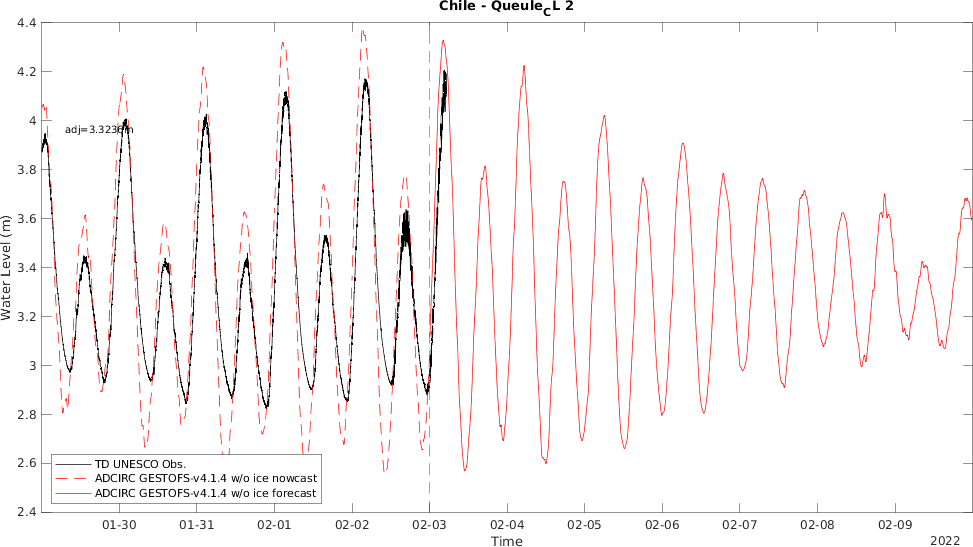 Chile - Queule_CL 2
4.4
4.2
4
3.8
3.6
3.4
3.2
3
2.8
2.6
2.4
Water Level (m)
adj=3.3236m
TD UNESCO Obs.
ADCIRC GESTOFS-v4.1.4 w/o ice nowcast
ADCIRC GESTOFS-v4.1.4 w/o ice forecast
01-30 01-31 02-01 02-02 02-03 02-04 02-05 02-06 02-07 02-08 02-09
Time
2022